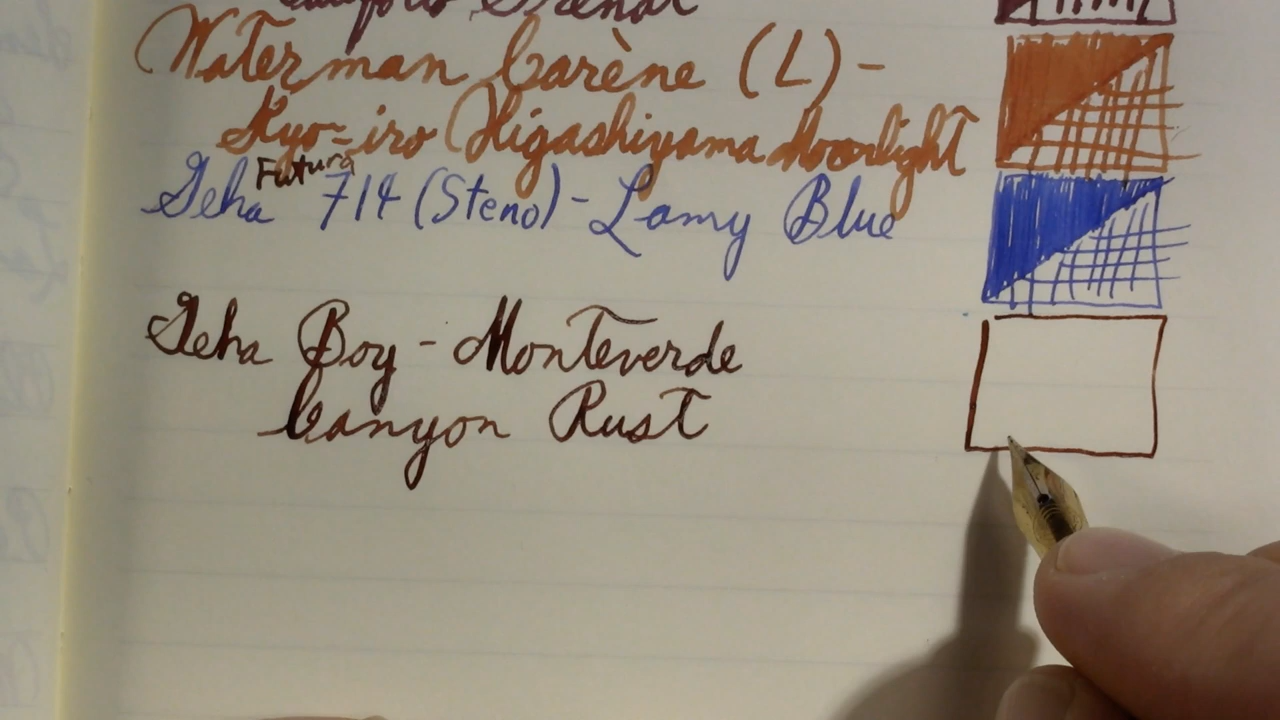 Waterman Carène (L) -
Kyo-iro Higashiyama Moonlight
Geha Futura 714 (Steno) - Lamy Blue
Geha Boy - Monteverde
Canyon Rust